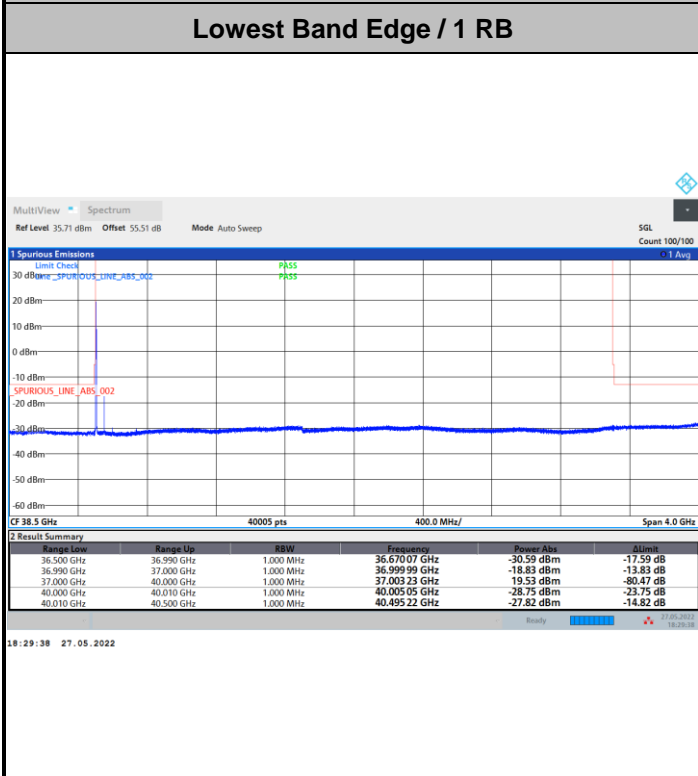 Lowest Band Edge / 1 RB
MultiView Spectrum
Ref Level 35.71 dBm Offset 55.51 dB Mode Auto Sweep SGL
Count 100/100
1 Spurious Emissions 1 Avg
Limit Check PASS
30 dBm Line _SPURIOUS_LINE_ABS_002 PASS
20 dBm
10 dBm
0 dBm
-10 dBm
_SPURIOUS_LINE_ABS_002
-20 dBm
-30 dBm
-40 dBm
-50 dBm
-60 dBm
CF 38.5 GHz 40005 pts 400.0 MHz/ Span 4.0 GHz
2 Result Summary
Range Low Range Up RBW Frequency Power Abs ΔLimit
36.500 GHz 36.990 GHz 1.000 MHz 36.670 07 GHz -30.59 dBm -17.59 dB
36.990 GHz 37.000 GHz 1.000 MHz 36.999 99 GHz -18.83 dBm -13.83 dB
37.000 GHz 40.000 GHz 1.000 MHz 37.003 23 GHz 19.53 dBm -80.47 dB
40.000 GHz 40.010 GHz 1.000 MHz 40.005 05 GHz -28.75 dBm -23.75 dB
40.010 GHz 40.500 GHz 1.000 MHz 40.495 22 GHz -27.82 dBm -14.82 dB
Ready 27.05.2022
18:29:38
18:29:38 27.05.2022